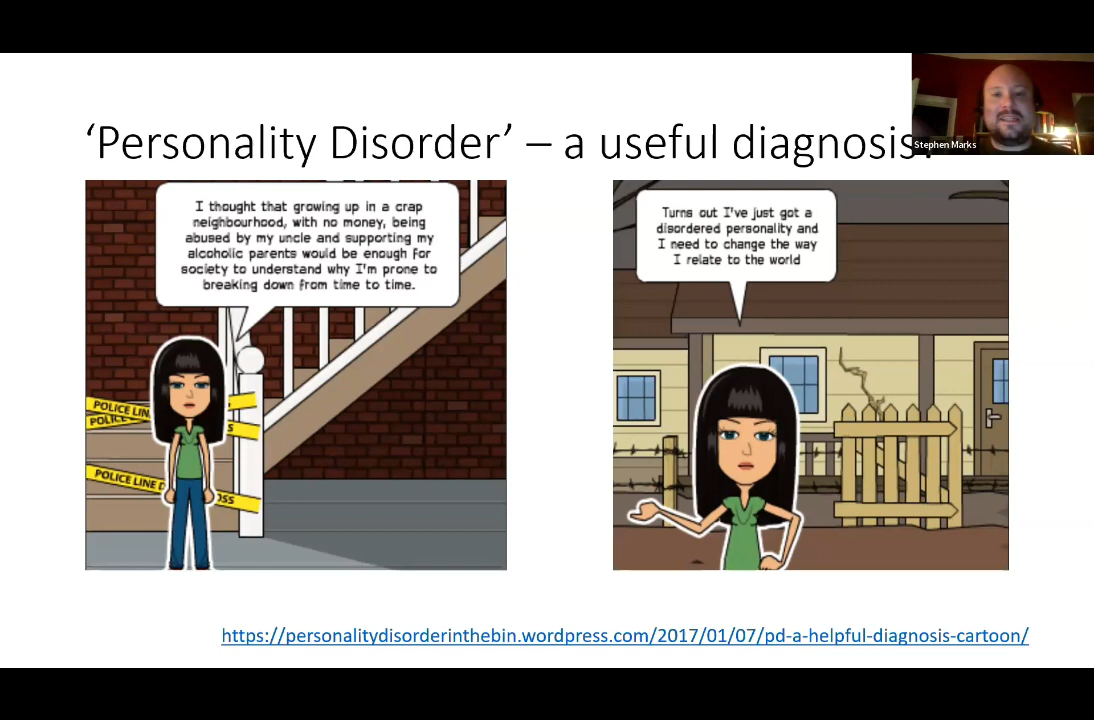 ‘Personality Disorder’ – a useful diagnosis?
Stephen Marks
I thought that growing up in a crap
neighbourhood, with no money, being
abused by my uncle and supporting my
alcoholic parents would be enough for
society to understand why I'm prone to
breaking down from time to time.
Turns out I've just got a
disordered personality and
I need to change the way
I relate to the world
POLICE LIN
POLICE
S
POLICE LINE D
OSS
https://personalitydisorderinthebin.wordpress.com/2017/01/07/pd-a-helpful-diagnosis-cartoon/